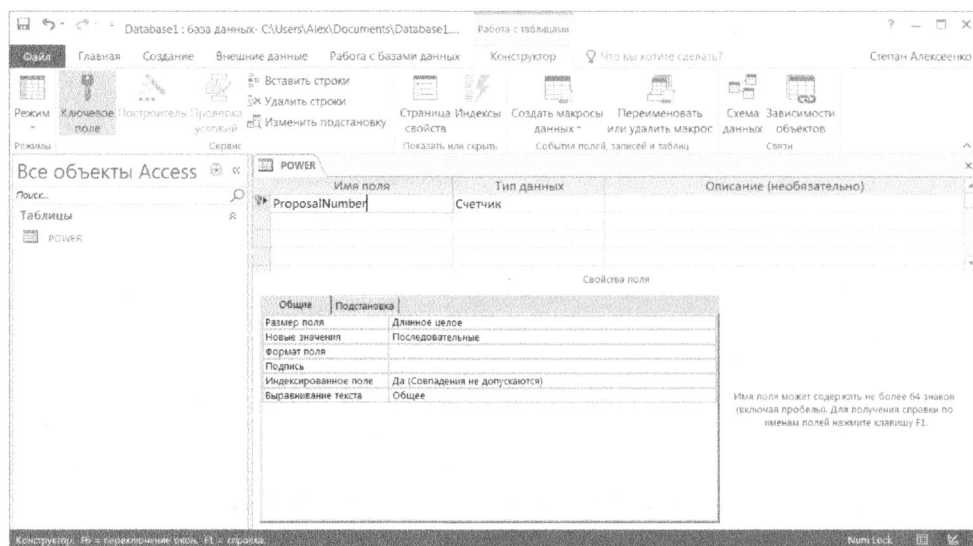 Database1 : база данных- C:\Users\Alex\Documents\Database1.... Работа с таблицами ? — ×
Файл Главная Создание Внешние данные Работа с базами данных Конструктор Что вы хотите сделать? Степан Алексеенко
Режим
Ключевое поле
Построитель
Проверка условий
Вставить строки
Удалить строки
Изменить подстановку
Страница свойств
Индексы
Создать макросы данных
Переименовать или удалить макрос
Схема данных
Зависимости объектов
Режимы Сервис Показать или скрыть События полей, записей и таблиц Связи
Все объекты Access «
Поиск...
Таблицы
POWER
POWER ×
Имя поля Тип данных Описание (необязательно)
ProposalNumber Счетчик
Свойства поля
Общие Подстановка
Размер поля Длинное целое
Новые значения Последовательные
Формат поля
Подпись
Индексированное поле Да (Совпадения не допускаются)
Выравнивание текста Общее
Имя поля может содержать не более 64 знаков
(включая пробелы). Для получения справки по
именам полей нажмите клавишу F1.
Конструктор. F6 = переключение окон. F1 = справка. Num Lock